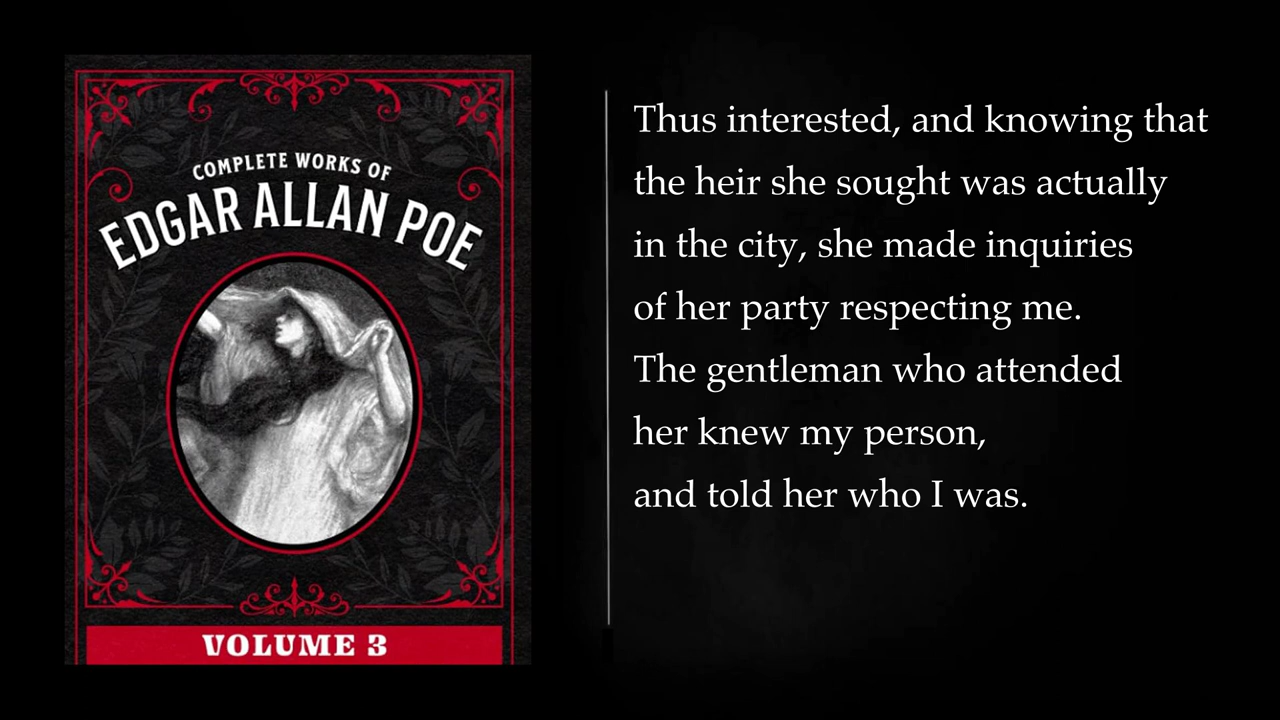 COMPLETE WORKS OF
EDGAR ALLAN POE
VOLUME 3
Thus interested, and knowing that
the heir she sought was actually
in the city, she made inquiries
of her party respecting me.
The gentleman who attended
her knew my person,
and told her who I was.